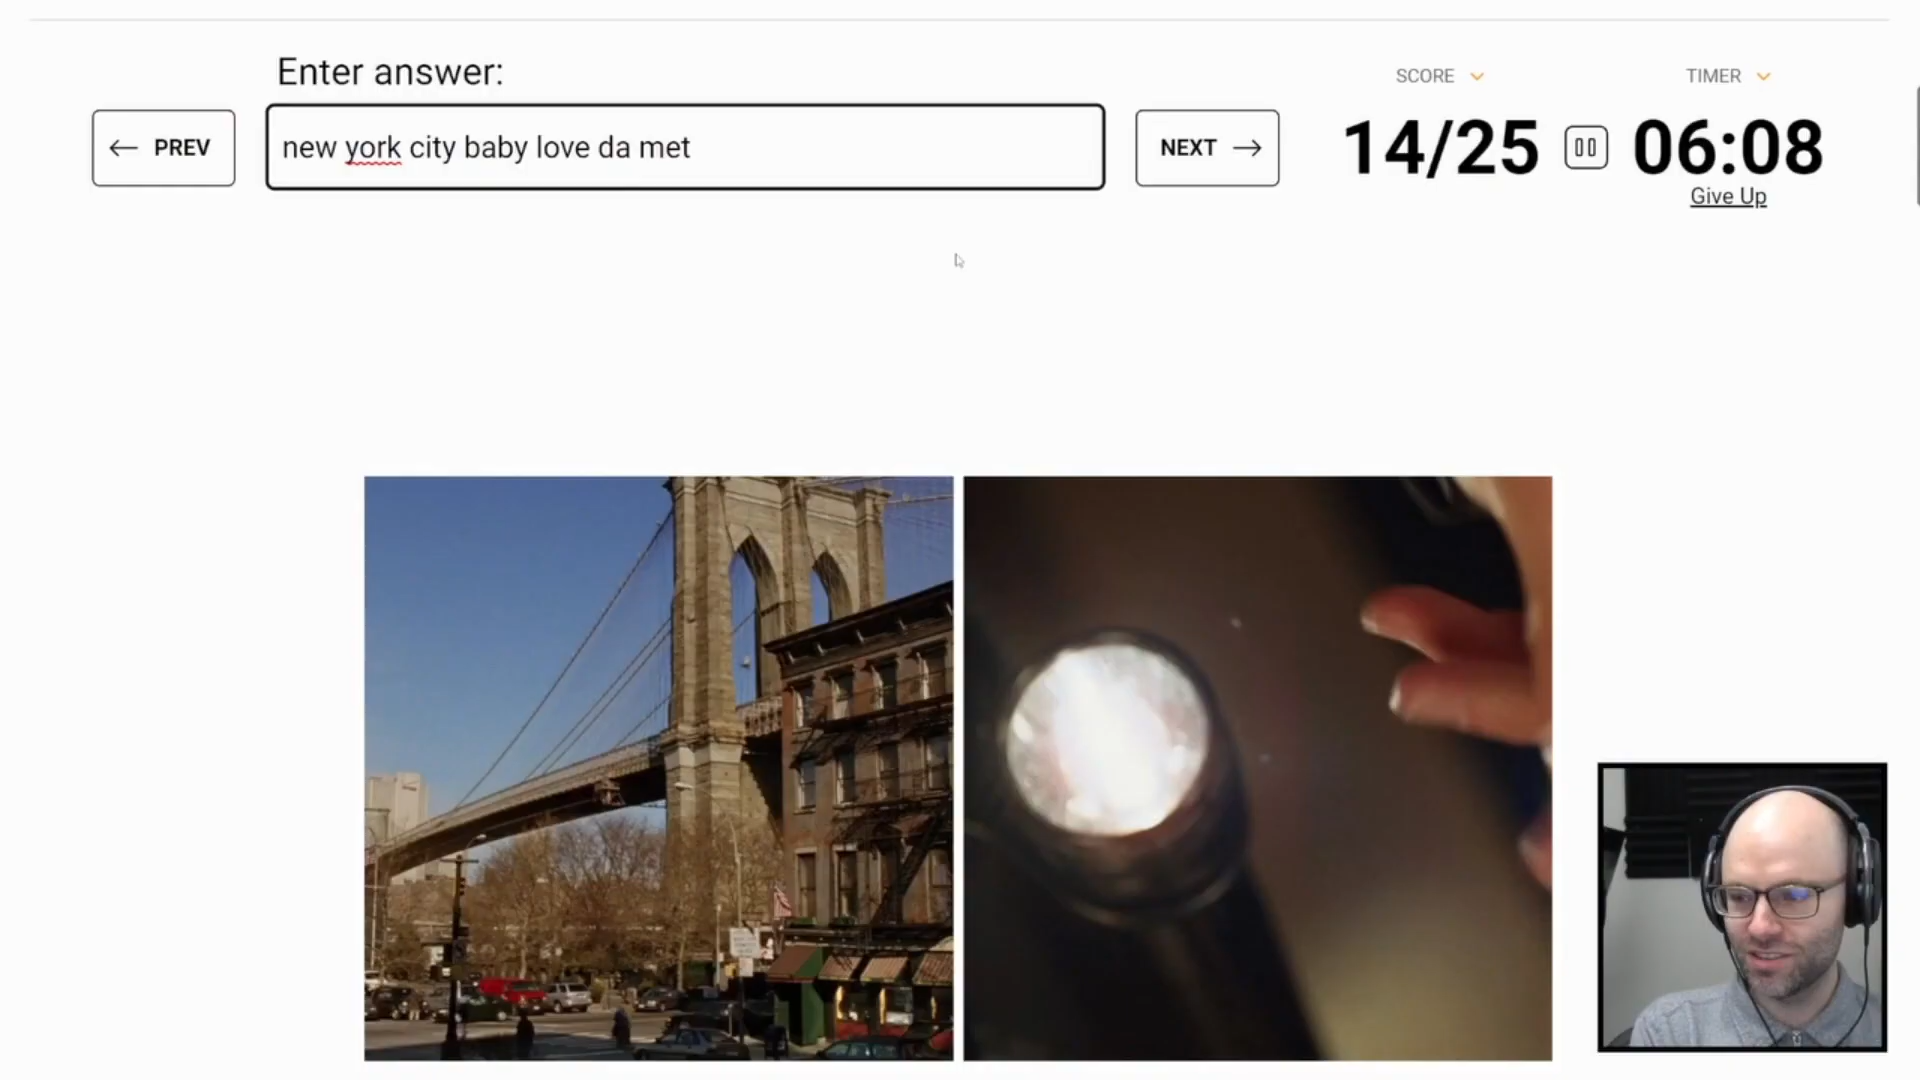 Enter answer:
PREV
new york city baby love da met
NEXT
SCORE
14/25
TIMER
06:08
Give Up